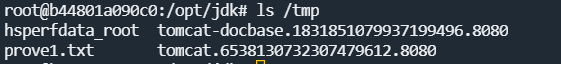 root@b44801a090c0:/opt/jdk# ls /tmp
hsperfdata_root  tomcat-docbase.1831851079937199496.8080
prove1.txt       tomcat.6538130732307479612.8080